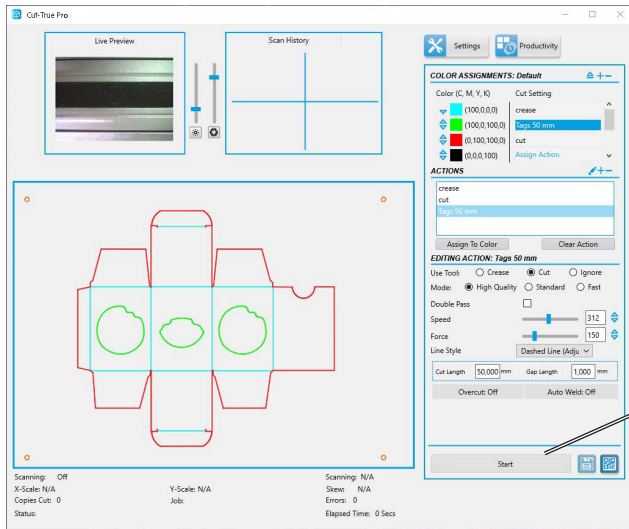 Cut-True Pro
Live Preview
Scan History
Settings
Productivity
COLOR ASSIGNMENTS: Default
Color (C, M, Y, K) Cut Setting
(100,0,0,0) crease
(100,0,100,0) Tags 50 mm
(0,100,100,0) cut
(0,0,0,100) Assign Action
ACTIONS
crease
cut
Tags 50 mm
Assign To Color Clear Action
EDITING ACTION: Tags 50 mm
Use Tool: Crease Cut Ignore
Mode: High Quality Standard Fast
Double Pass
Speed 312
Force 150
Line Style Dashed Line (Adju
Cut Length 50,000 mm Gap Length 1,000 mm
Overcut: Off Auto Weld: Off
Start
Scanning: Off Scanning: N/A
X-Scale: N/A Y-Scale: N/A Skew: N/A
Copies Cut: 0 Job: Errors: 0
Status: Elapsed Time: 0 Secs